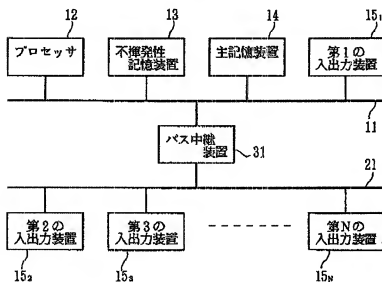 12
13
14
15₁
プロセッサ
不揮発性
記憶装置
主記憶装置
第1の
入出力装置
11
バス中継
装置
31
21
第2の
入出力装置
第3の
入出力装置
第Nの
入出力装置
15₂
15₃
15N